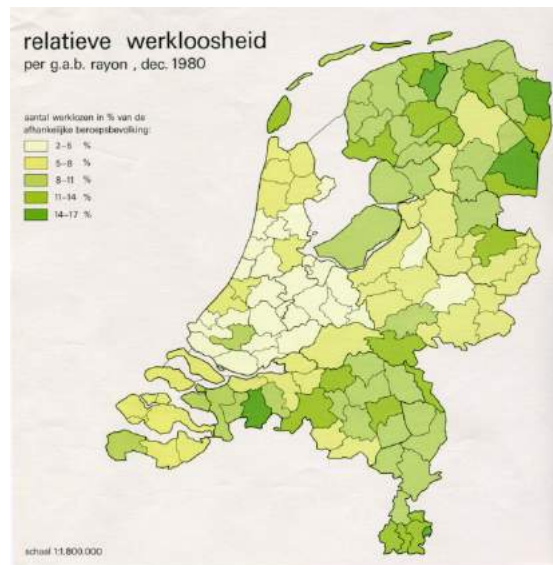 relatieve werkloosheid
per g.a.b. rayon , dec. 1980
aantal werklozen in % van de
afhankelijke beroepsbevolking:
2-5 %
5-8 %
8-11 %
11-14 %
14-17 %
schaal 1:1.800.000